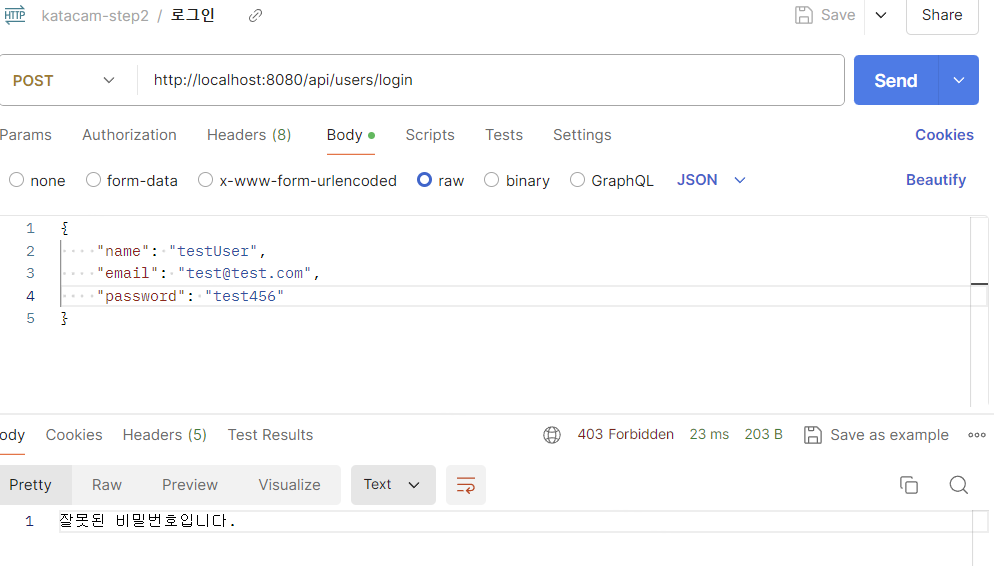 HTTP katacam-step2 / 로그인 Save Share
POST http://localhost:8080/api/users/login Send
Params Authorization Headers (8) Body Scripts Tests Settings Cookies
none form-data x-www-form-urlencoded raw binary GraphQL JSON Beautify
1 {
2 "name": "testUser",
3 "email": "test@test.com",
4 "password": "test456"
5 }
ody Cookies Headers (5) Test Results 403 Forbidden 23 ms 203 B Save as example
Pretty Raw Preview Visualize Text
1 잘못된 비밀번호입니다.